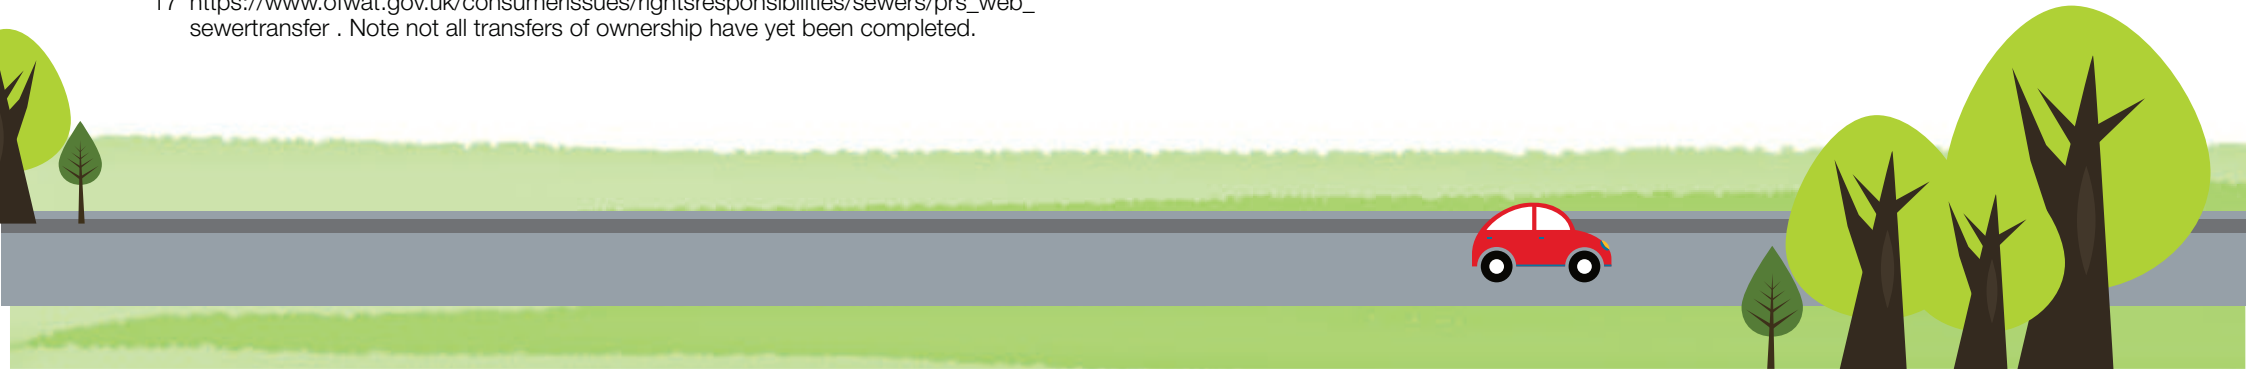 17 https://www.ofwat.gov.uk/consumerissues/rightsresponsibilities/sewers/prs_web_
sewertransfer . Note not all transfers of ownership have yet been completed.